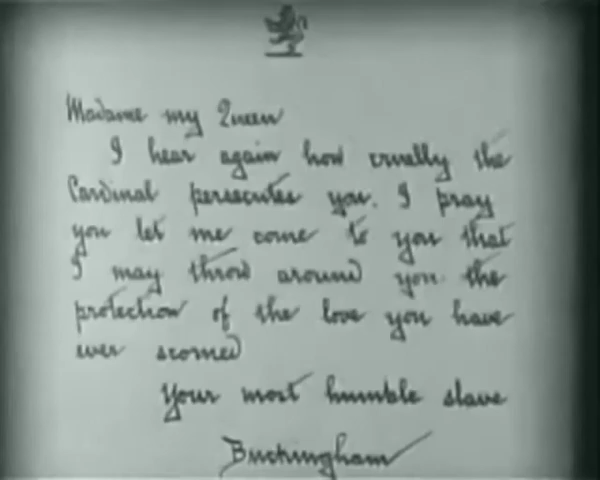 Madame my Queen
I hear again how cruelly the
Cardinal persecutes you. I pray
you let me come to you that
I may throw around you the
protection of the love you have
ever scorned
Your most humble slave
Buckingham